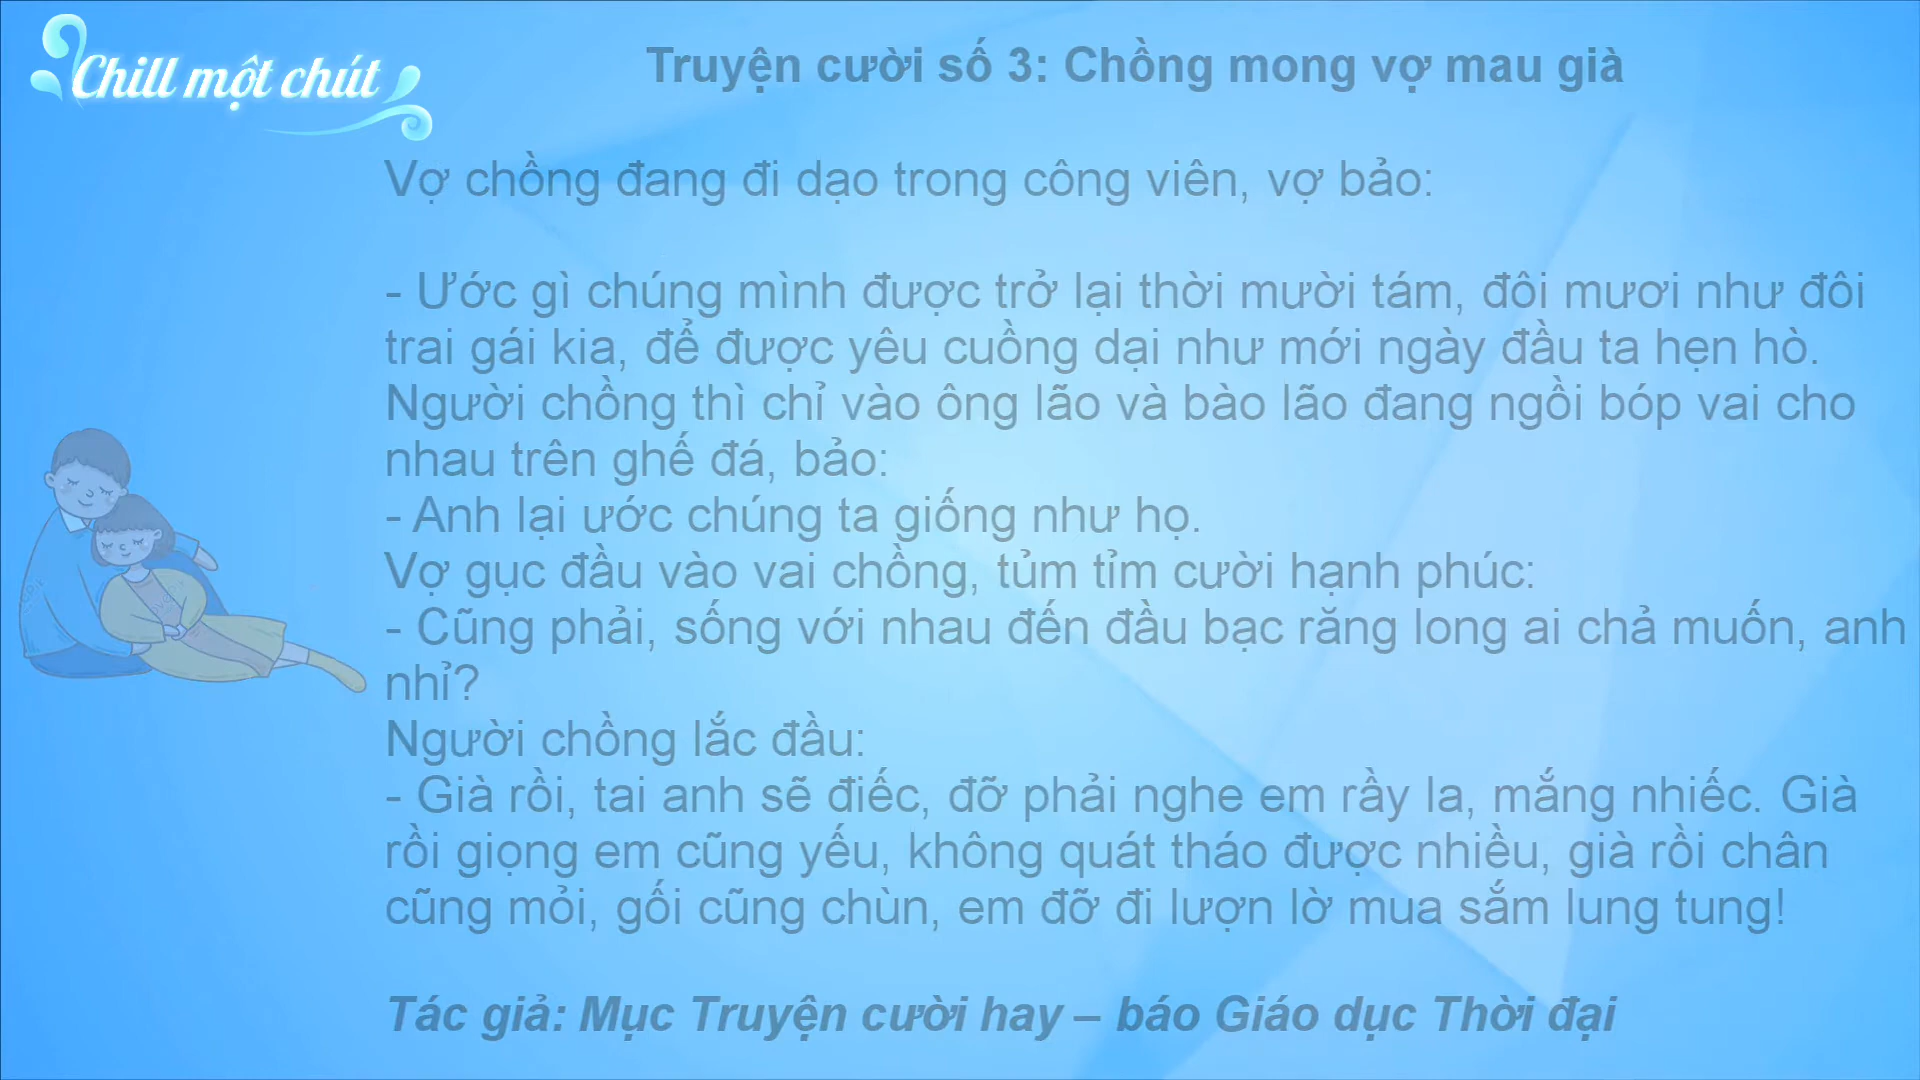 Chill một chút
Truyện cười số 3: Chồng mong vợ mau già
Vợ chồng đang đi dạo trong công viên, vợ bảo:
- Ước gì chúng mình được trở lại thời mười tám, đôi mươi như đôi
trai gái kia, để được yêu cuồng dại như mới ngày đầu ta hẹn hò.
Người chồng thì chỉ vào ông lão và bào lão đang ngồi bóp vai cho
nhau trên ghế đá, bảo:
- Anh lại ước chúng ta giống như họ.
Vợ gục đầu vào vai chồng, tủm tỉm cười hạnh phúc:
- Cũng phải, sống với nhau đến đầu bạc răng long ai chả muốn, anh
nhỉ?
Người chồng lắc đầu:
- Già rồi, tai anh sẽ điếc, đỡ phải nghe em rầy la, mắng nhiếc. Già
rồi giọng em cũng yếu, không quát tháo được nhiều, già rồi chân
cũng mỏi, gối cũng chùn, em đỡ đi lượn lờ mua sắm lung tung!
Tác giả: Mục Truyện cười hay – báo Giáo dục Thời đại